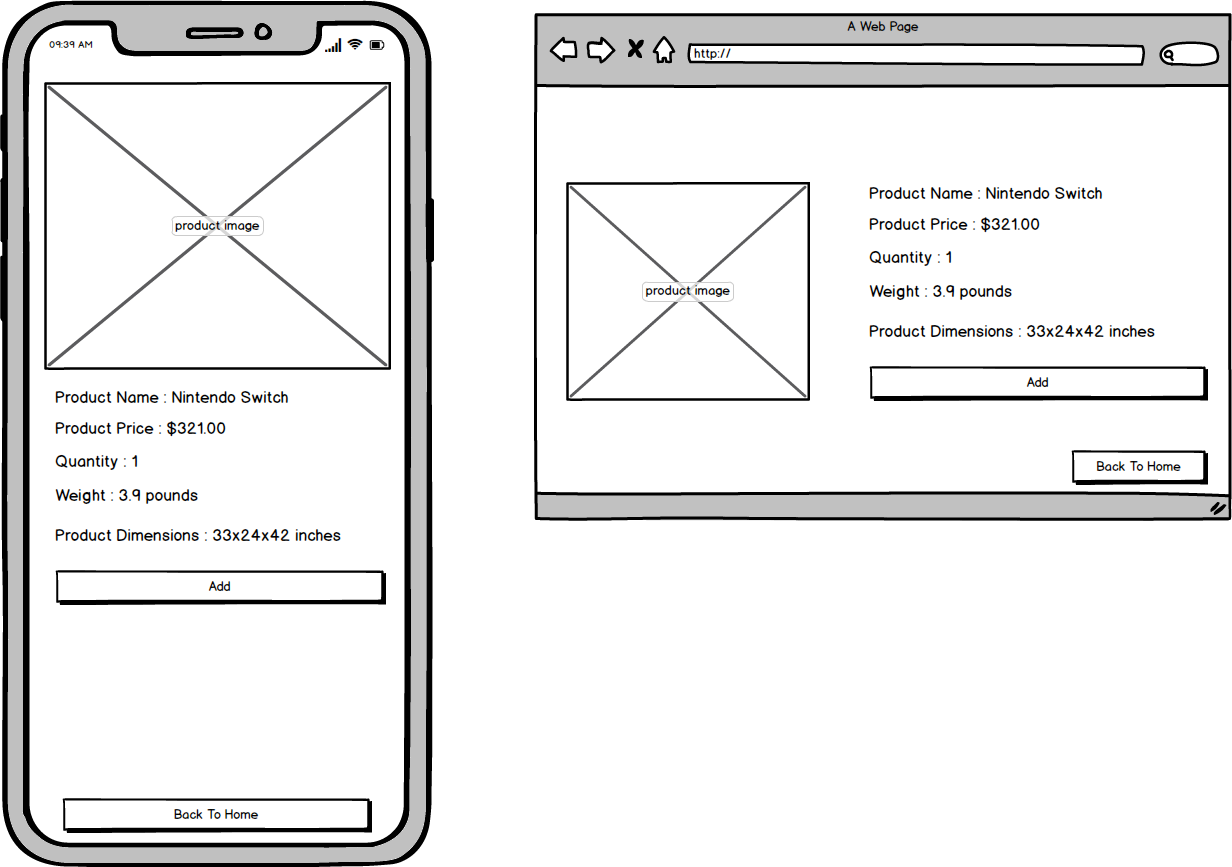 09:39 AM
product image
Product Name : Nintendo Switch
Product Price : $321.00
Quantity : 1
Weight : 3.9 pounds
Product Dimensions : 33x24x42 inches
Add
Back To Home
A Web Page
http://
product image
Product Name : Nintendo Switch
Product Price : $321.00
Quantity : 1
Weight : 3.9 pounds
Product Dimensions : 33x24x42 inches
Add
Back To Home